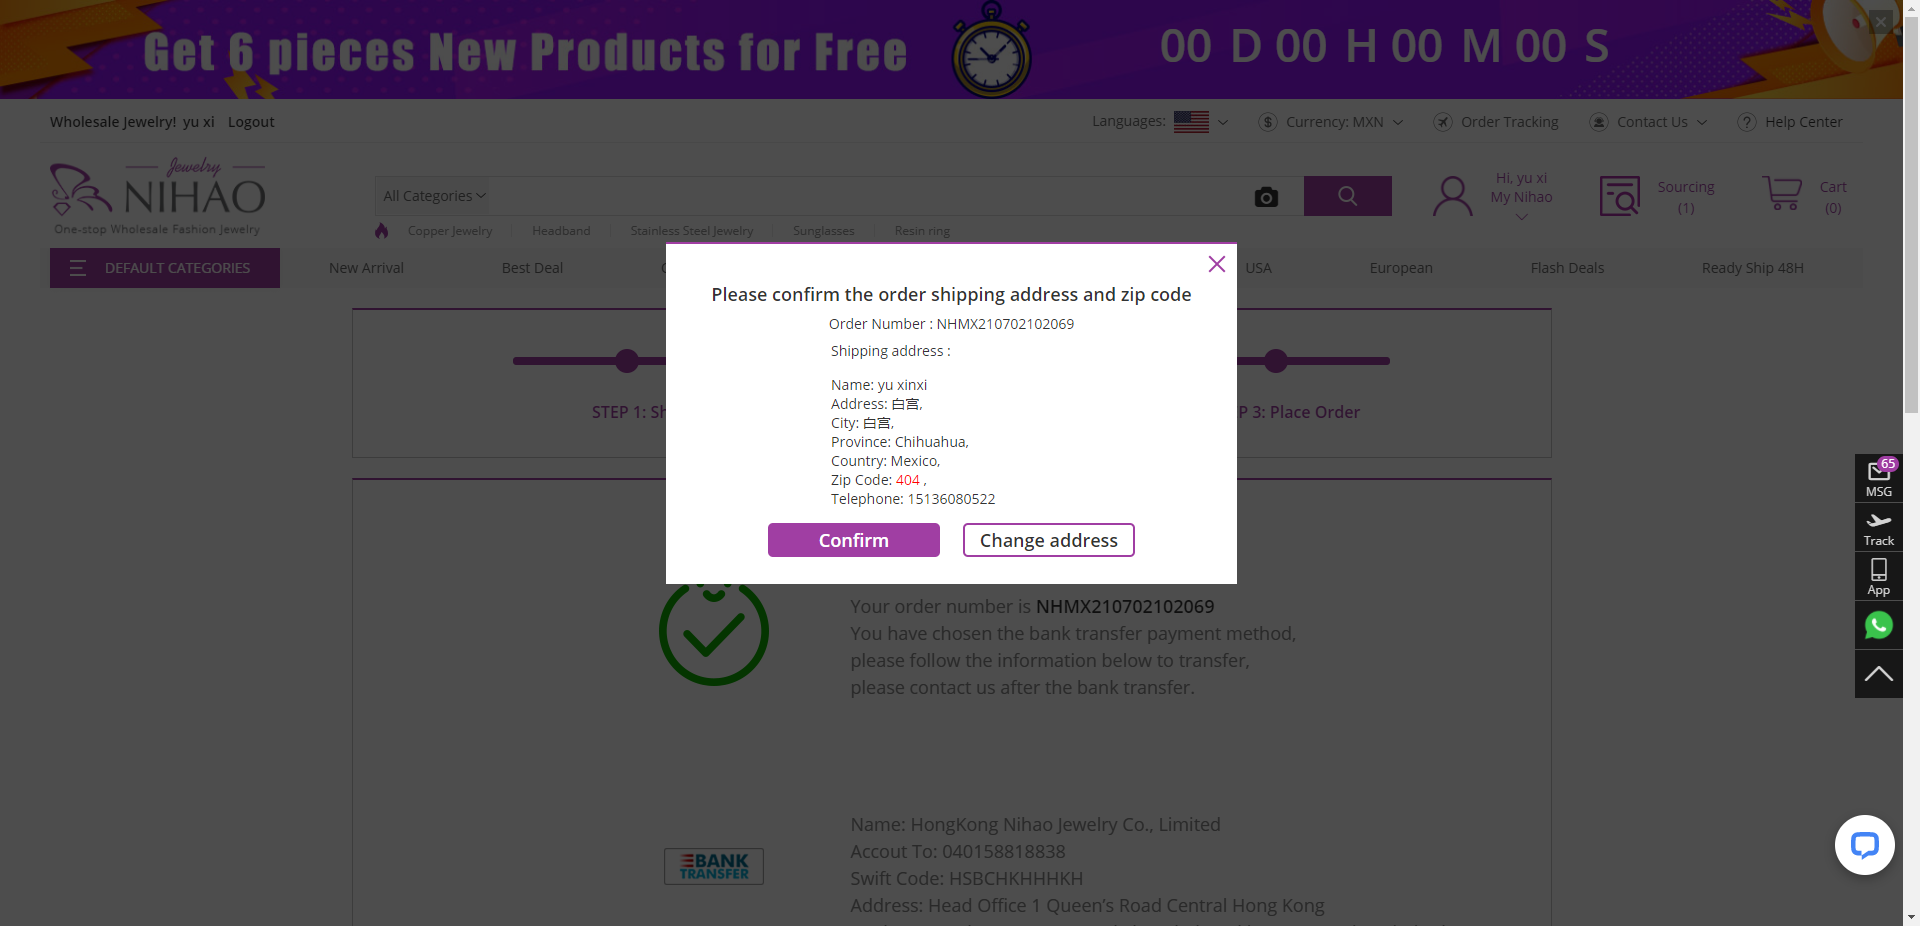 Get 6 pieces New Products for Free
00 D 00 H 00 M 00 S
Wholesale Jewelry! yu xi Logout
Languages:
Currency: MXN
Order Tracking
Contact Us
Help Center
Jewelry
NIHAO
One-stop Wholesale Fashion Jewelry
All Categories
Hi, yu xi
My Nihao
Sourcing
(1)
Cart
(0)
Copper Jewelry
Headband
Stainless Steel Jewelry
Sunglasses
Resin ring
DEFAULT CATEGORIES
New Arrival
Best Deal
USA
European
Flash Deals
Ready Ship 48H
Please confirm the order shipping address and zip code
Order Number : NHMX210702102069
Shipping address :
Name: yu xinxi
Address: 白宫,
City: 白宫,
Province: Chihuahua,
Country: Mexico,
Zip Code: 404 ,
Telephone: 15136080522
Confirm
Change address
STEP 1: Sh
P 3: Place Order
Your order number is NHMX210702102069
You have chosen the bank transfer payment method,
please follow the information below to transfer,
please contact us after the bank transfer.
BANK
TRANSFER
Name: HongKong Nihao Jewelry Co., Limited
Accout To: 040158818838
Swift Code: HSBCHKHHHKH
Address: Head Office 1 Queen's Road Central Hong Kong
65
MSG
Track
App